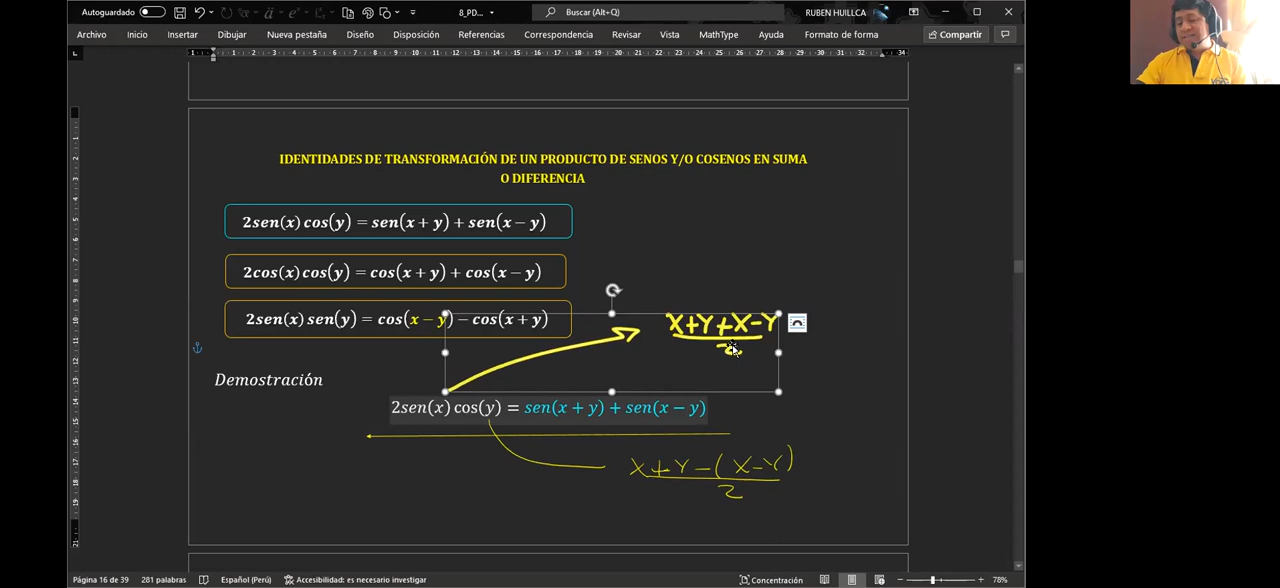 Autoguardado
8_PD...
Buscar (Alt+Q)
RUBEN HUILLCA
Archivo Inicio Insertar Dibujar Nueva pestaña Diseño Disposición Referencias Correspondencia Revisar Vista MathType Ayuda Formato de forma Compartir
IDENTIDADES DE TRANSFORMACIÓN DE UN PRODUCTO DE SENOS Y/O COSENOS EN SUMA
O DIFERENCIA
2sen(x) cos(y) = sen(x + y) + sen(x − y)
2cos(x) cos(y) = cos(x + y) + cos(x − y)
2sen(x) sen(y) = cos(x − y) − cos(x + y)
X+Y+X-Y
2
Demostración
2sen(x) cos(y) = sen(x + y) + sen(x − y)
X+Y-(X-Y)
2
Página 16 de 39 281 palabras Español (Perú) Accesibilidad: es necesario investigar Concentración 78%